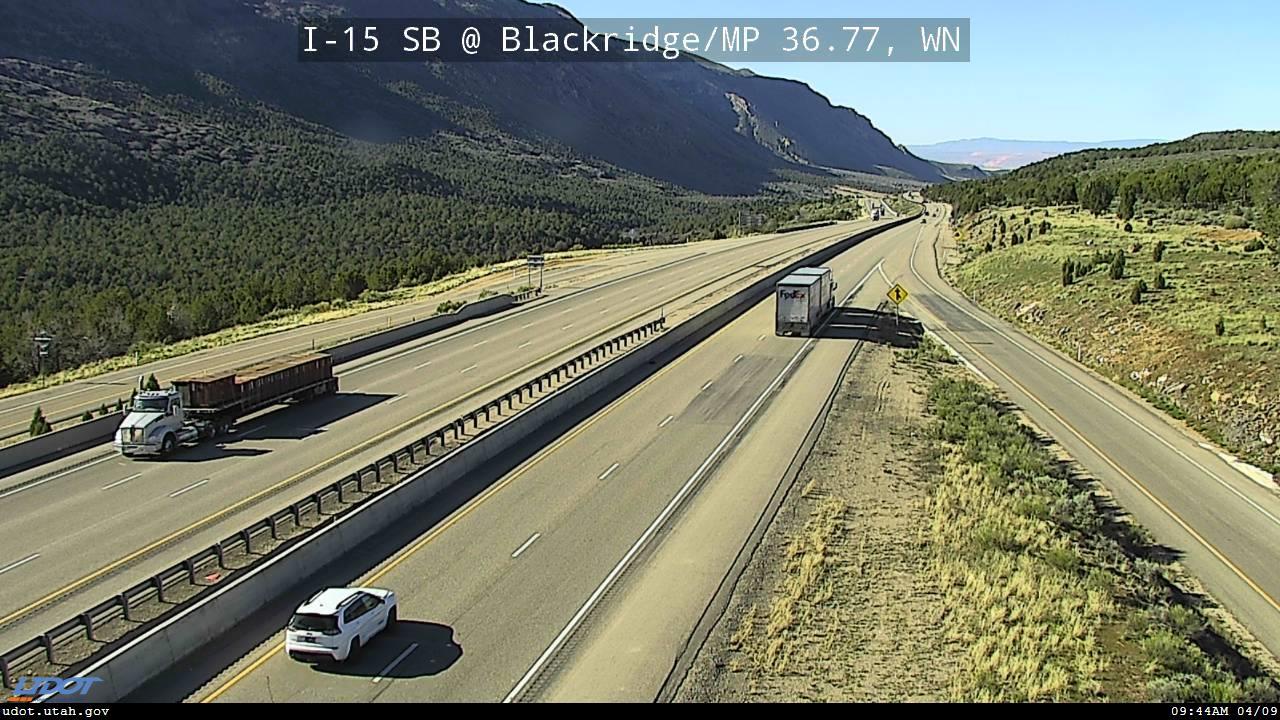 I-15 SB @ Blackridge/MP 36.77, WN
FedEx
UDOT
udot.utah.gov
09:44AM 04/09